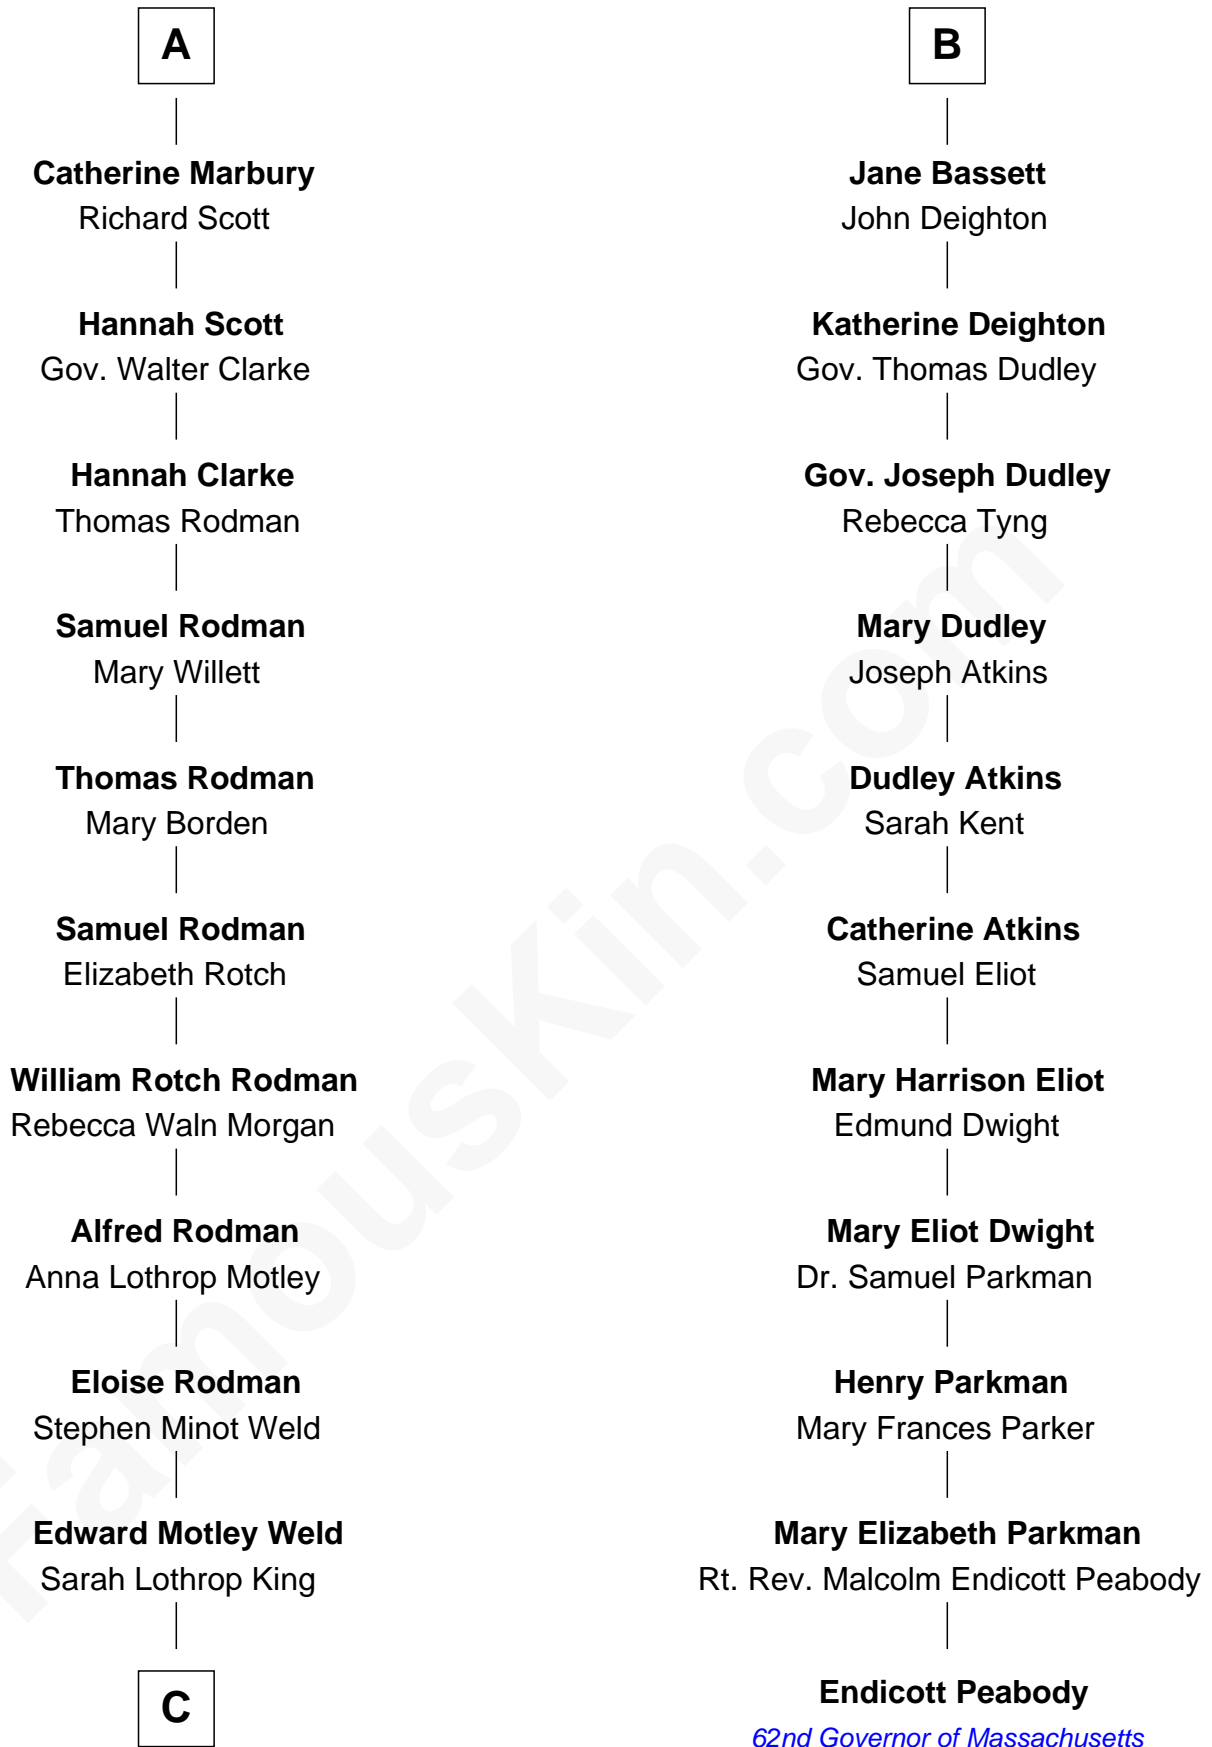 A
Catherine Marbury
Richard Scott
Hannah Scott
Gov. Walter Clarke
Hannah Clarke
Thomas Rodman
Samuel Rodman
Mary Willett
Thomas Rodman
Mary Borden
Samuel Rodman
Elizabeth Rotch
William Rotch Rodman
Rebecca Waln Morgan
Alfred Rodman
Anna Lothrop Motley
Eloise Rodman
Stephen Minot Weld
Edward Motley Weld
Sarah Lothrop King
C
B
Jane Bassett
John Deighton
Katherine Deighton
Gov. Thomas Dudley
Gov. Joseph Dudley
Rebecca Tyng
Mary Dudley
Joseph Atkins
Dudley Atkins
Sarah Kent
Catherine Atkins
Samuel Eliot
Mary Harrison Eliot
Edmund Dwight
Mary Eliot Dwight
Dr. Samuel Parkman
Henry Parkman
Mary Frances Parker
Mary Elizabeth Parkman
Rt. Rev. Malcolm Endicott Peabody
Endicott Peabody
62nd Governor of Massachusetts
FamousKin.com